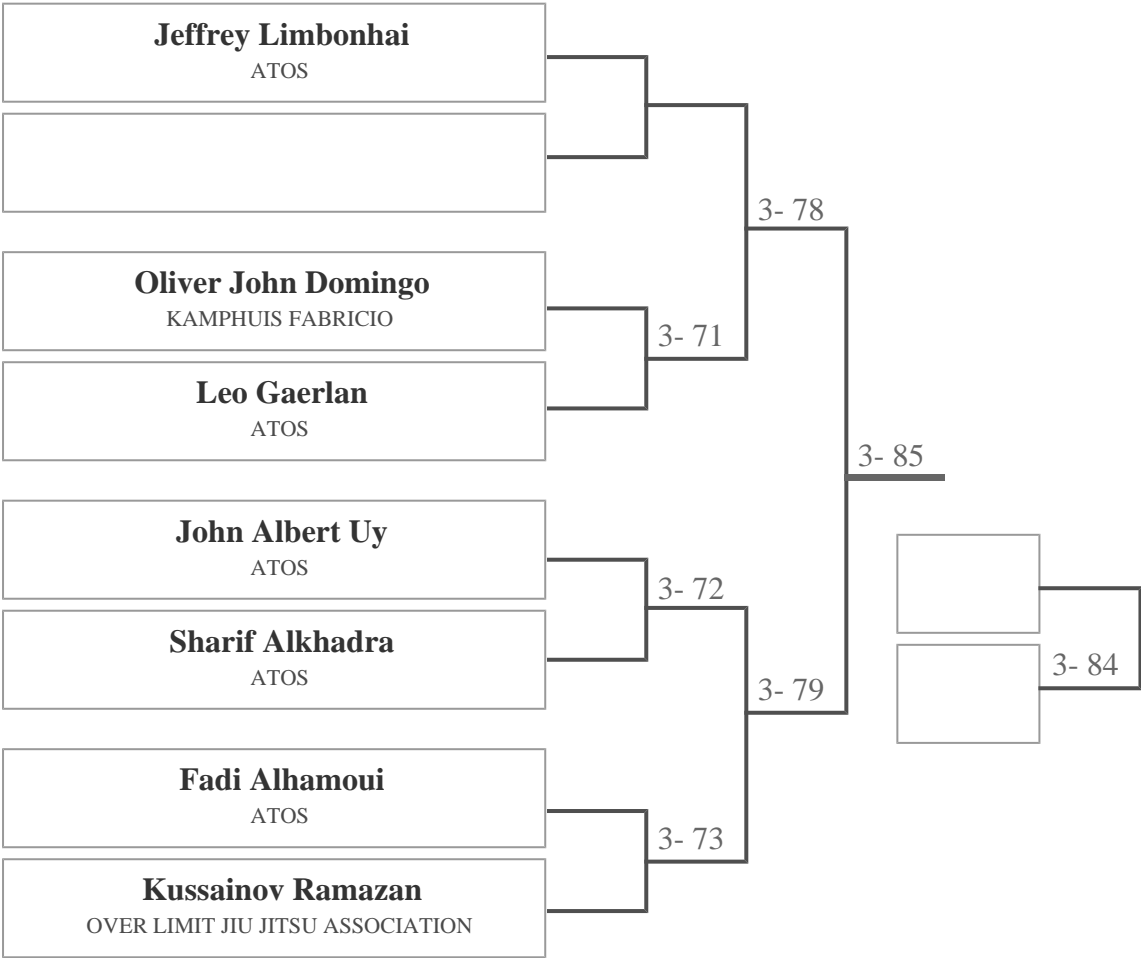 Jeffrey Limbonhai
ATOS
3- 78
Oliver John Domingo
KAMPHUIS FABRICIO
3- 71
Leo Gaerlan
ATOS
3- 85
John Albert Uy
ATOS
3- 72
Sharif Alkhadra
ATOS
3- 84
3- 79
Fadi Alhamoui
ATOS
3- 73
Kussainov Ramazan
OVER LIMIT JIU JITSU ASSOCIATION